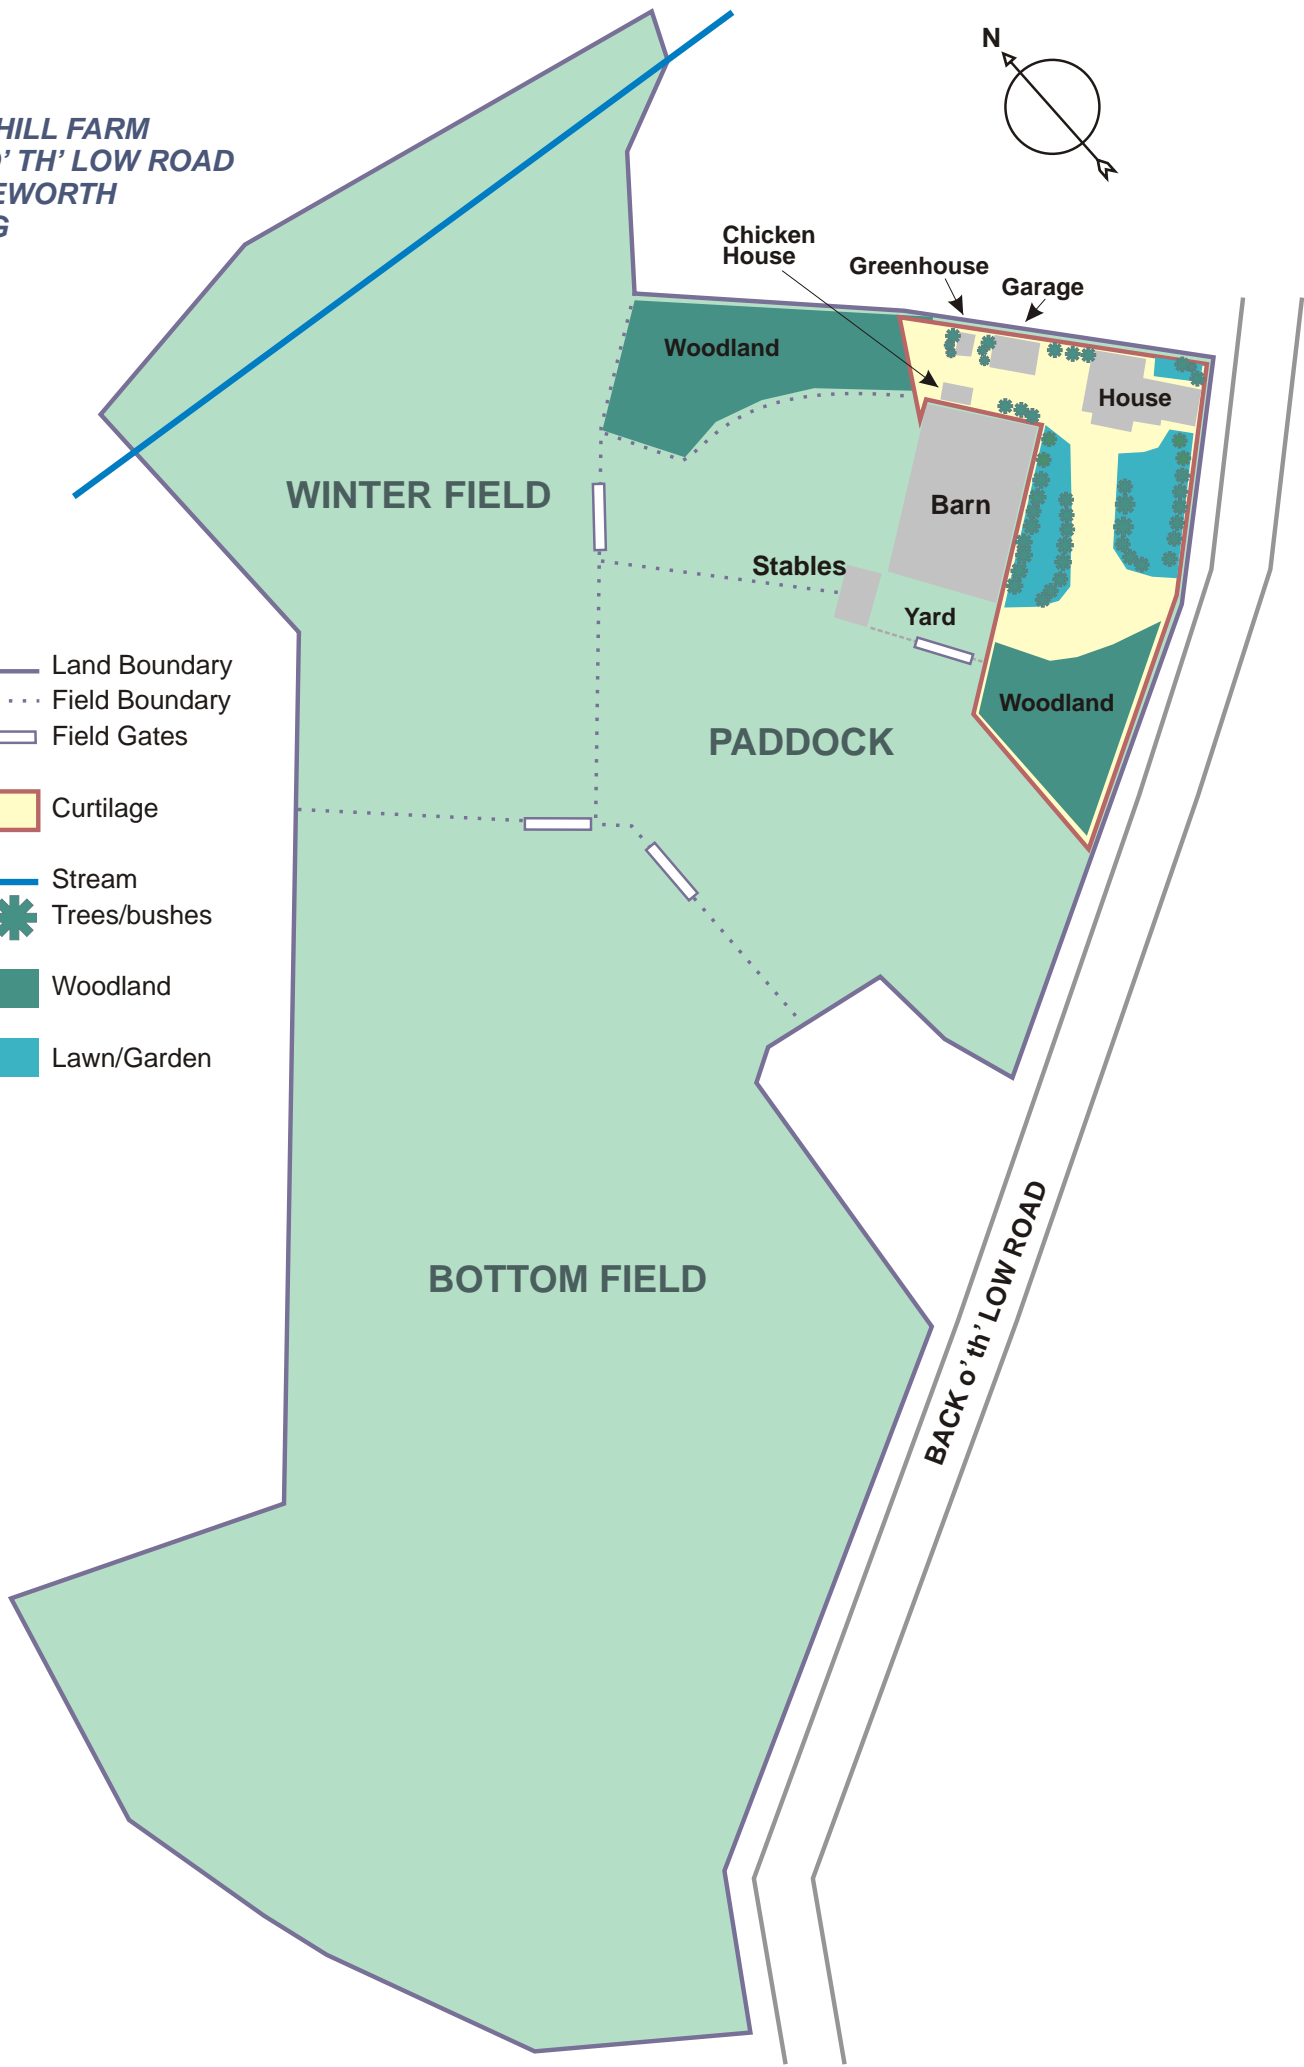 HILL FARM
O' TH' LOW ROAD
EWORTH
G
N
Chicken
House
Greenhouse
Garage
Woodland
House
WINTER FIELD
Barn
Stables
Yard
Woodland
PADDOCK
Land Boundary
Field Boundary
Field Gates
Curtilage
Stream
Trees/bushes
Woodland
Lawn/Garden
BOTTOM FIELD
BACK o' th' LOW ROAD